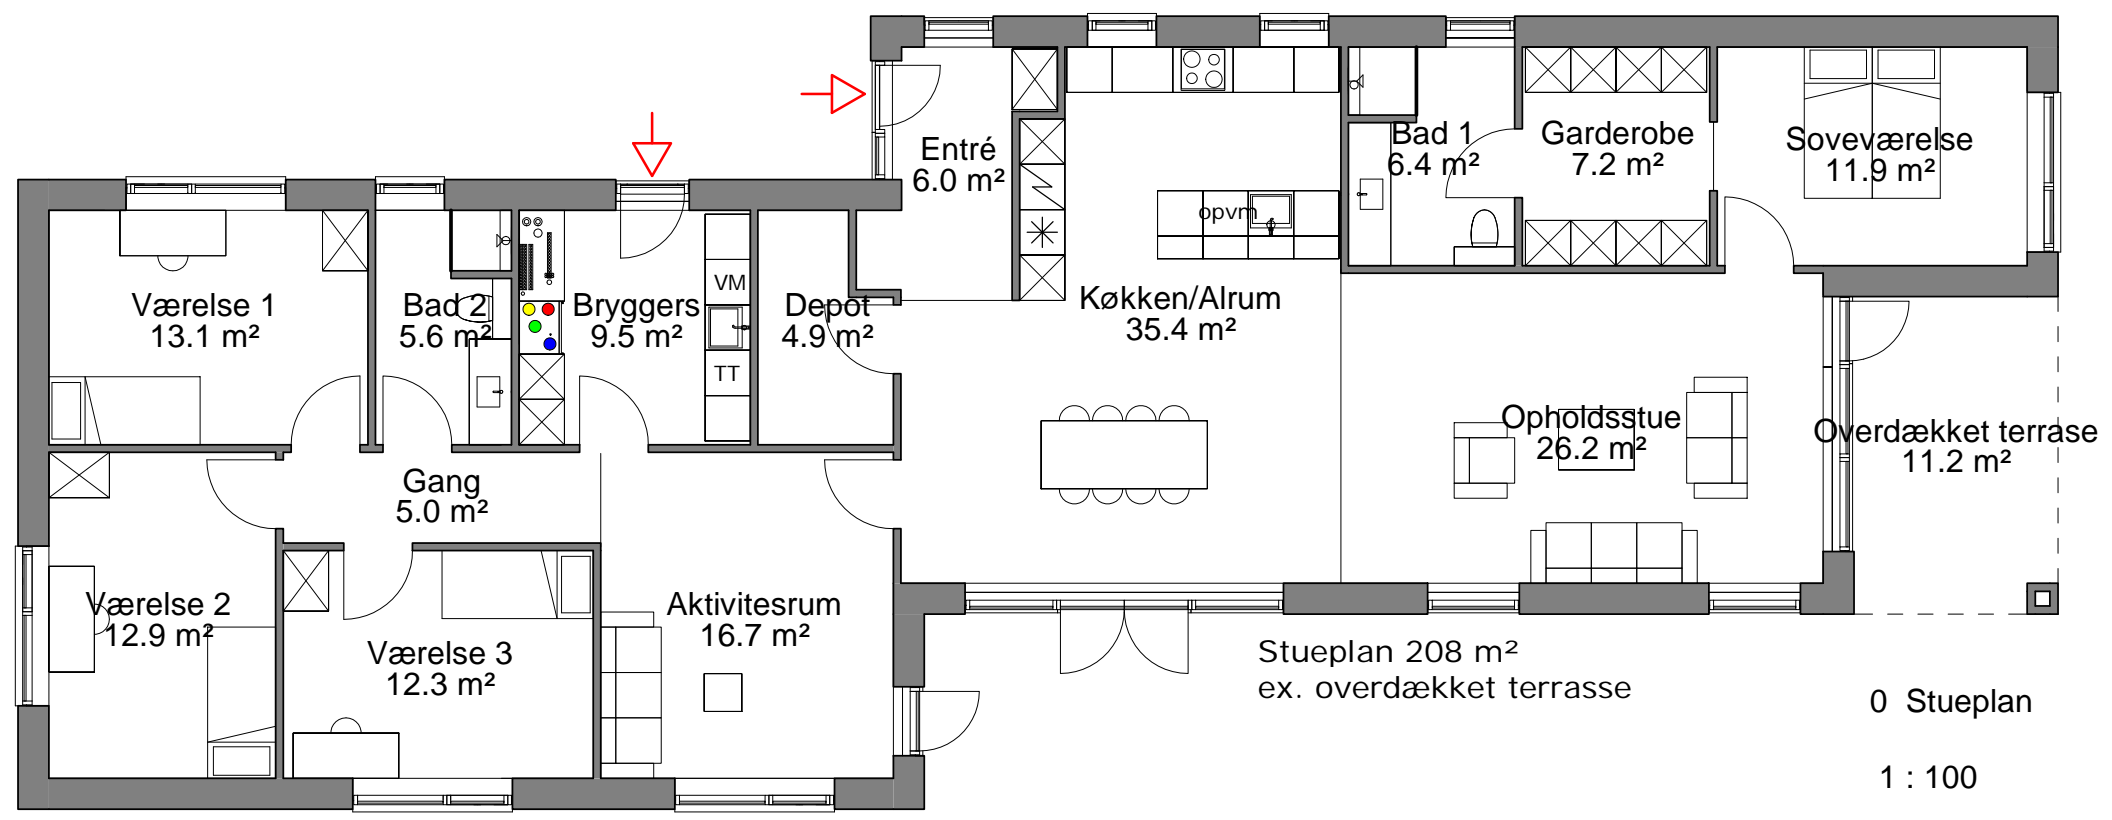 Entré
6.0 m²
Bad 1
6.4 m²
Garderobe
7.2 m²
Soveværelse
11.9 m²
opvm
Værelse 1
13.1 m²
Bad 2
5.6 m²
Bryggers
9.5 m²
VM
TT
Depot
4.9 m²
Køkken/Alrum
35.4 m²
Opholdsstue
26.2 m²
Overdækket terrase
11.2 m²
Gang
5.0 m²
Værelse 2
12.9 m²
Værelse 3
12.3 m²
Aktivitesrum
16.7 m²
Stueplan 208 m²
ex. overdækket terrasse
0 Stueplan
1 : 100